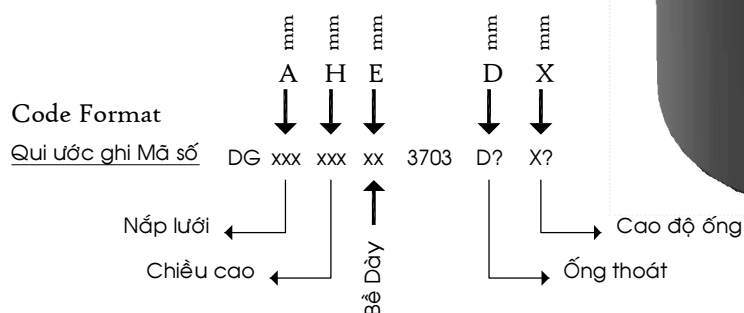 mm mm mm mm mm
A H E D X
Code Format
Qui ước ghi Mã số DG xxx xxx xx 3703 D? X?
Nắp lưới Cao độ ống
Chiều cao Ống thoát
Bề Dày